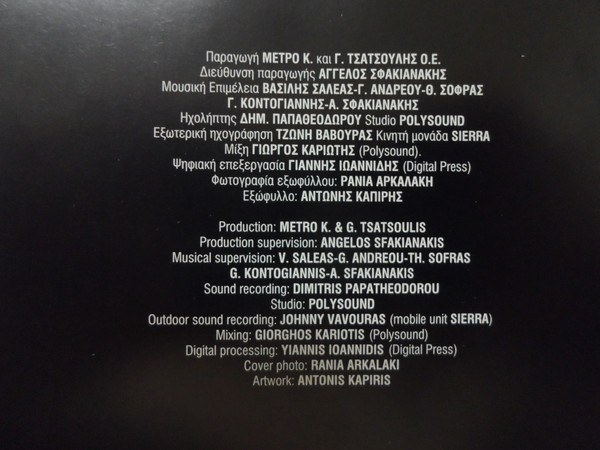 Παραγωγή ΜΕΤΡΟ Κ. και Γ. ΤΣΑΤΣΟΥΛΗΣ Ο.Ε.
Διεύθυνση παραγωγής ΑΓΓΕΛΟΣ ΣΦΑΚΙΑΝΑΚΗΣ
Μουσική Επιμέλεια ΒΑΣΙΛΗΣ ΣΑΛΕΑΣ-Γ. ΑΝΔΡΕΟΥ-Θ. ΣΟΦΡΑΣ
Γ. ΚΟΝΤΟΓΙΑΝΝΗΣ-Α. ΣΦΑΚΙΑΝΑΚΗΣ
Ηχολήπτης ΔΗΜ. ΠΑΠΑΘΕΟΔΩΡΟΥ Studio POLYSOUND
Εξωτερική ηχογράφηση ΤΖΩΝΗ ΒΑΒΟΥΡΑΣ Κινητή μονάδα SIERRA
Μίξη ΓΙΩΡΓΟΣ ΚΑΡΙΩΤΗΣ (Polysound).
Ψηφιακή επεξεργασία ΓΙΑΝΝΗΣ ΙΩΑΝΝΙΔΗΣ (Digital Press)
Φωτογραφία εξωφύλλου: ΡΑΝΙΑ ΑΡΚΑΛΑΚΗ
Εξώφυλλο: ΑΝΤΩΝΗΣ ΚΑΠΙΡΗΣ
Production: METRO K. & G. TSATSOULIS
Production supervision: ANGELOS SFAKIANAKIS
Musical supervision: V. SALEAS-G. ANDREOU-TH. SOFRAS
G. KONTOGIANNIS-A. SFAKIANAKIS
Sound recording: DIMITRIS PAPATHEODOROU
Studio: POLYSOUND
Outdoor sound recording: JOHNNY VAVOURAS (mobile unit SIERRA)
Mixing: GIORGHOS KARIOTIS (Polysound)
Digital processing: YIANNIS IOANNIDIS (Digital Press)
Cover photo: RANIA ARKALAKI
Artwork: ANTONIS KAPIRIS